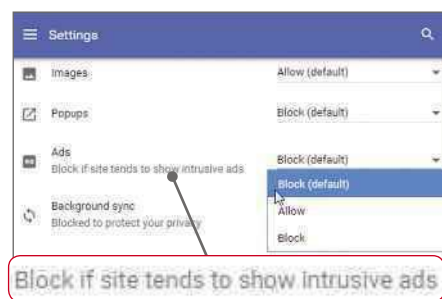 Settings
Images Allow (default)
Popups Block (default)
Ads
Block if site tends to show intrusive ads Block (default)
Block (default)
Background sync Allow
Blocked to protect your privacy
Block
Block if site tends to show intrusive ads